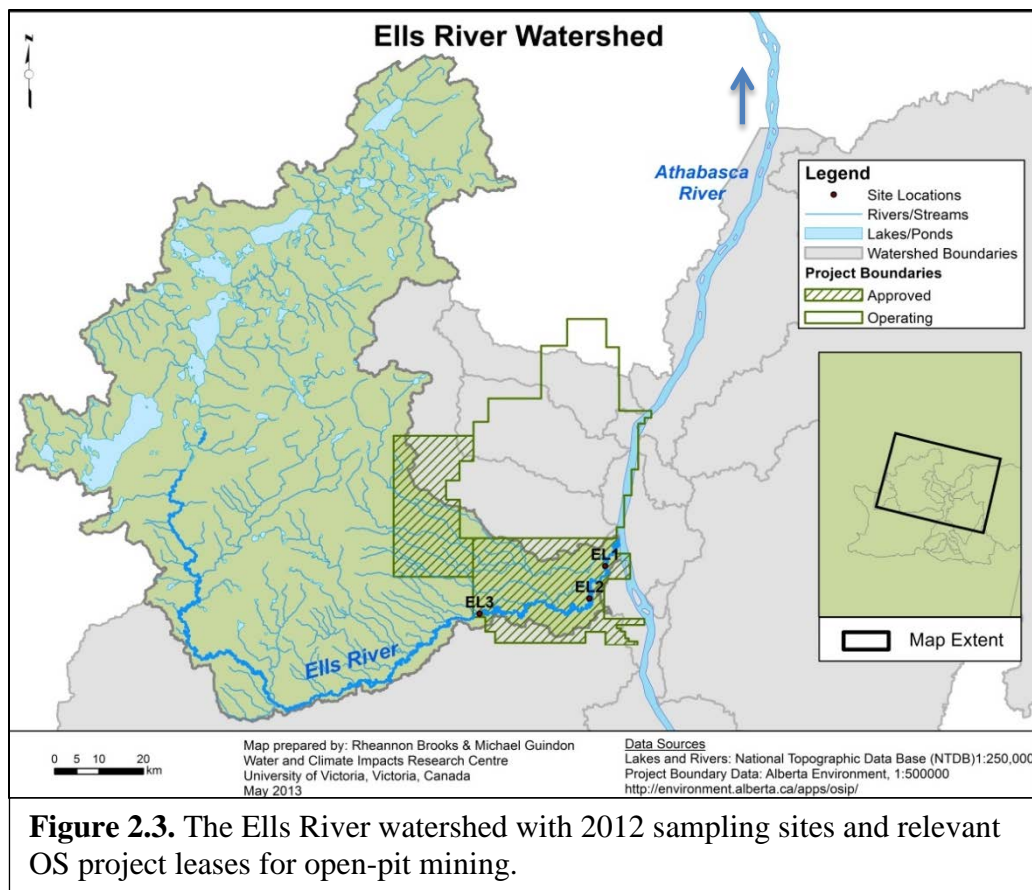 Ells River Watershed
N
Athabasca
River
Legend
Site Locations
Rivers/Streams
Lakes/Ponds
Watershed Boundaries
Project Boundaries
Approved
Operating
EL1
EL2
EL3
Ells River
Map Extent
0 5 10 20
km
Map prepared by: Rheannon Brooks & Michael Guindon
Water and Climate Impacts Research Centre
University of Victoria, Victoria, Canada
May 2013
Data Sources
Lakes and Rivers: National Topographic Data Base (NTDB)1:250,000
Project Boundary Data: Alberta Environment, 1:500000
http://environment.alberta.ca/apps/osip/
Figure 2.3. The Ells River watershed with 2012 sampling sites and relevant
OS project leases for open-pit mining.